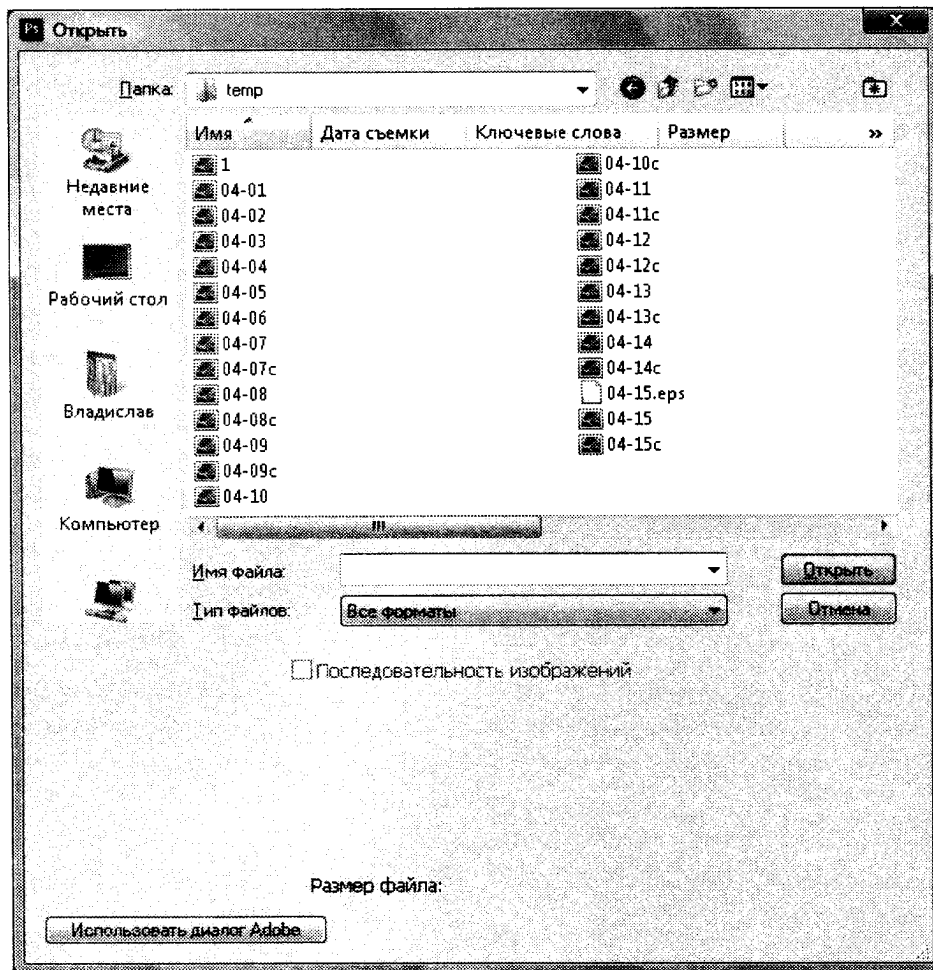 Ps Открыть
Папка: temp
Имя Дата съемки Ключевые слова Размер »
Недавние места
Рабочий стол
Владислав
Компьютер
1
04-01
04-02
04-03
04-04
04-05
04-06
04-07
04-07c
04-08
04-08c
04-09
04-09c
04-10
04-10c
04-11
04-11c
04-12
04-12c
04-13
04-13c
04-14
04-14c
04-15.eps
04-15
04-15c
Имя файла: Открыть
Тип файлов: Все форматы Отмена
Последовательность изображений
Размер файла:
Использовать диалог Adobe